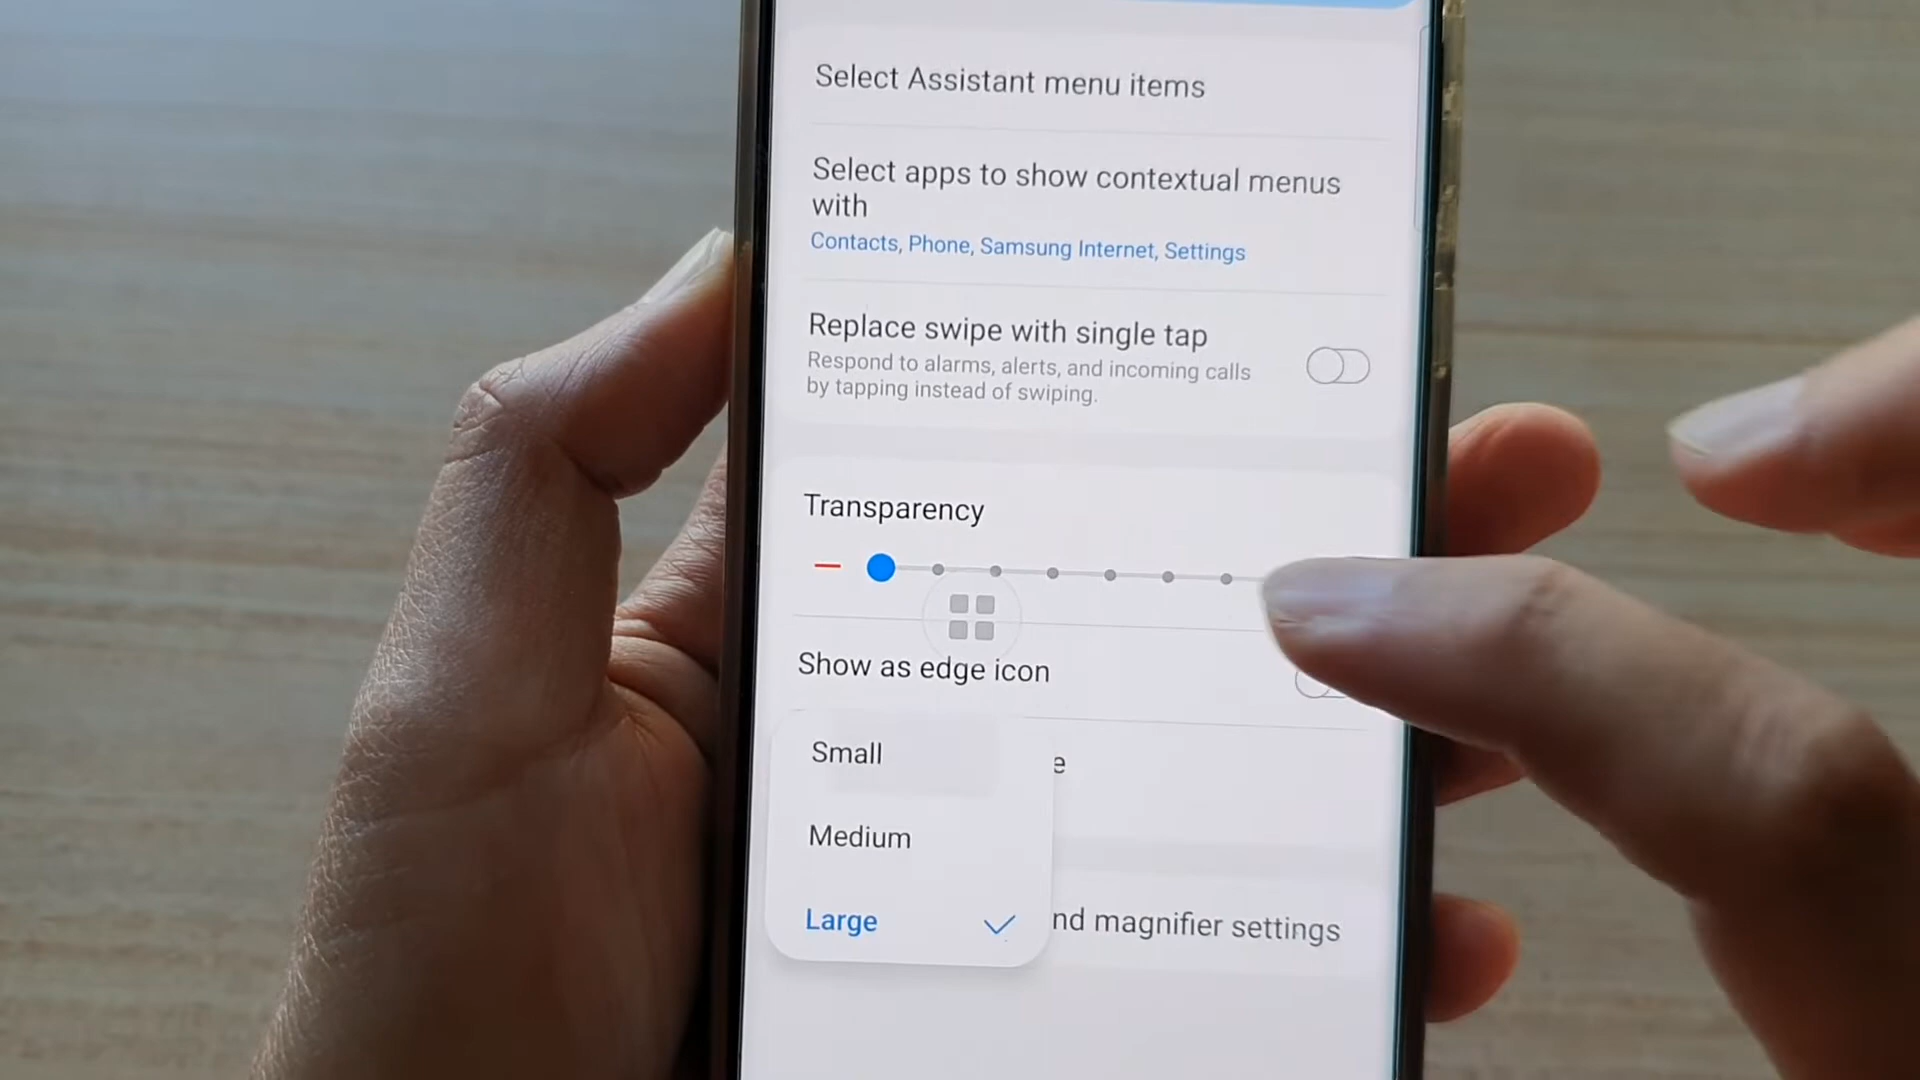 Select Assistant menu items
Select apps to show contextual menus
with
Contacts, Phone, Samsung Internet, Settings
Replace swipe with single tap
Respond to alarms, alerts, and incoming calls
by tapping instead of swiping.
Transparency
Show as edge icon
Small
e
Medium
Large
nd magnifier settings